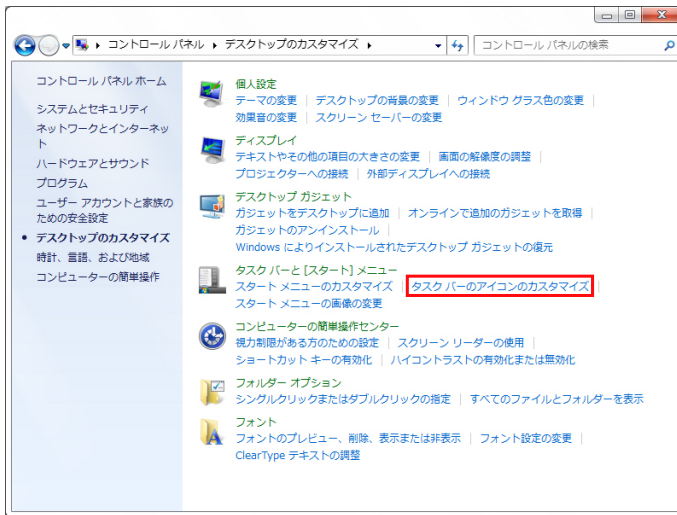 コントロール パネル ▸ デスクトップのカスタマイズ ▸
コントロール パネルの検索
コントロール パネル ホーム
システムとセキュリティ
ネットワークとインターネッ
ト
ハードウェアとサウンド
プログラム
ユーザー アカウントと家族の
ための安全設定
デスクトップのカスタマイズ
時計、言語、および地域
コンピューターの簡単操作
個人設定
テーマの変更 | デスクトップの背景の変更 | ウィンドウ グラス色の変更 |
効果音の変更 | スクリーン セーバーの変更
ディスプレイ
テキストやその他の項目の大きさの変更 | 画面の解像度の調整 |
プロジェクターへの接続 | 外部ディスプレイへの接続
デスクトップ ガジェット
ガジェットをデスクトップに追加 | オンラインで追加のガジェットを取得 |
ガジェットのアンインストール |
Windows によりインストールされたデスクトップ ガジェットの復元
タスク バーと [スタート] メニュー
スタート メニューのカスタマイズ | タスク バーのアイコンのカスタマイズ |
スタート メニューの画像の変更
コンピューターの簡単操作センター
視力制限がある方のための設定 | スクリーン リーダーの使用 |
ショートカット キーの有効化 | ハイコントラストの有効化または無効化
フォルダー オプション
シングルクリックまたはダブルクリックの指定 | すべてのファイルとフォルダーを表示
フォント
フォントのプレビュー、削除、表示または非表示 | フォント設定の変更 |
ClearType テキストの調整